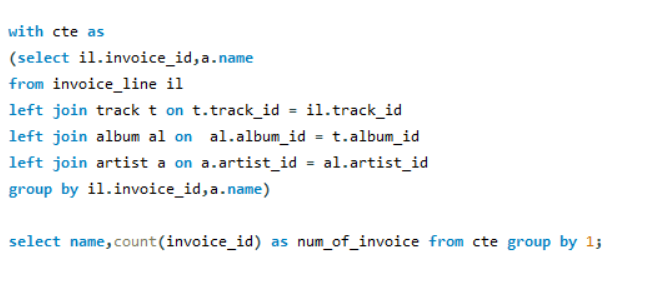 with cte as
(select il.invoice_id,a.name
from invoice_line il
left join track t on t.track_id = il.track_id
left join album al on  al.album_id = t.album_id
left join artist a on a.artist_id = al.artist_id
group by il.invoice_id,a.name)

select name,count(invoice_id) as num_of_invoice from cte group by 1;